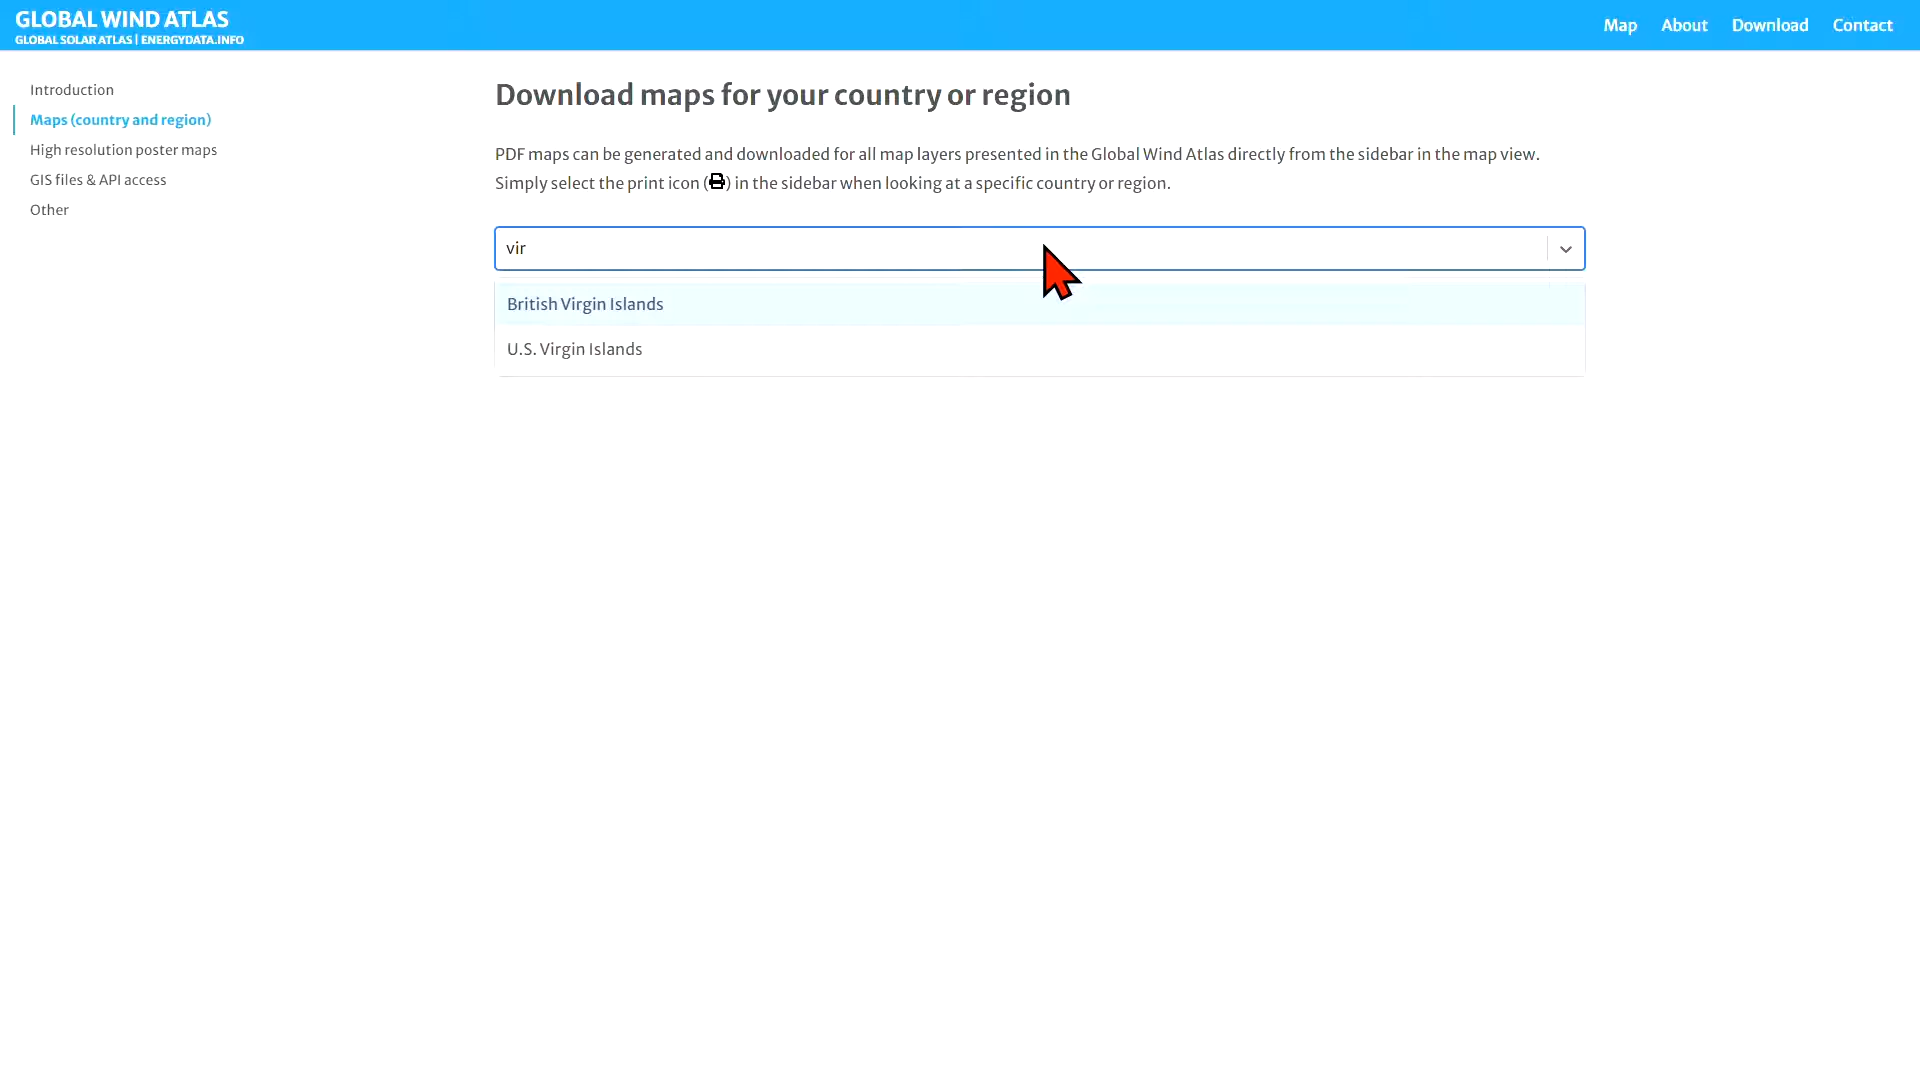 GLOBAL WIND ATLAS
GLOBAL SOLAR ATLAS | ENERGYDATA.INFO
Map About Download Contact
Introduction
Maps (country and region)
High resolution poster maps
GIS files & API access
Other
Download maps for your country or region
PDF maps can be generated and downloaded for all map layers presented in the Global Wind Atlas directly from the sidebar in the map view.
Simply select the print icon () in the sidebar when looking at a specific country or region.
vir
British Virgin Islands
U.S. Virgin Islands